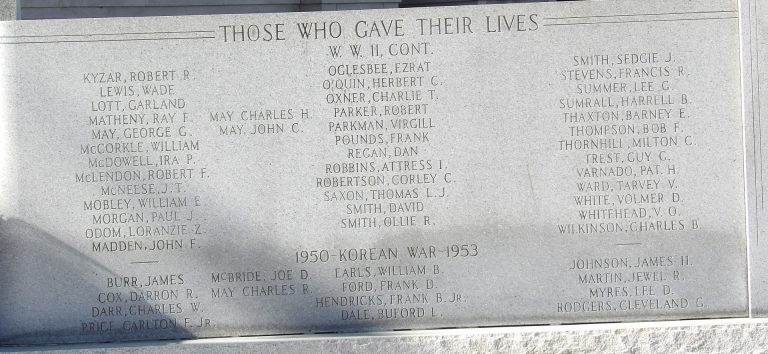 THOSE WHO GAVE THEIR LIVES
W. W. II, CONT.
KYZAR, ROBERT R.
LEWIS, WADE
LOTT, GARLAND
MATHENY, RAY F.
MAY, GEORGE G.
McCORKLE, WILLIAM
McDOWELL, IRA P.
McLENDON, ROBERT F.
McNEESE, J. T.
MOBLEY, WILLIAM E.
MORGAN, PAUL J.
ODOM, LORANZIE Z.
MADDEN, JOHN F.
MAY CHARLES H.
MAY, JOHN C.
OGLESBEE, EZRAT
O'QUIN, HERBERT C.
OXNER, CHARLIE T.
PARKER, ROBERT
PARKMAN, VIRGILL
POUNDS, FRANK
REGAN, DAN
ROBBINS, ATTRESS I.
ROBERTSON, CORLEY C.
SAXON, THOMAS L. J.
SMITH, DAVID
SMITH, OLLIE R.
SMITH, SEDGIE J.
STEVENS, FRANCIS R.
SUMMER, LEE G.
SUMRALL, HARRELL B.
THAXTON, BARNEY E.
THOMPSON, BOB F.
THORNHILL, MILTON C.
TREST, GUY C.
VARNADO, PAT. H.
WARD, TARVEY V.
WHITE, VOLMER D.
WHITEHEAD, V. O.
WILKINSON, CHARLES B.
1950-KOREAN WAR-1953
BURR, JAMES
COX, DARRON R.
DARR, CHARLES W.
PRICE, CARLTON F., Jr.
McBRIDE, JOE D.
MAY CHARLES R.
EARLS, WILLIAM B.
FORD, FRANK D.
HENDRICKS, FRANK B. Jr.
DALE, BUFORD L.
JOHNSON, JAMES H.
MARTIN, JEWEL R.
MYRES, LEE D.
RODGERS, CLEVELAND G.